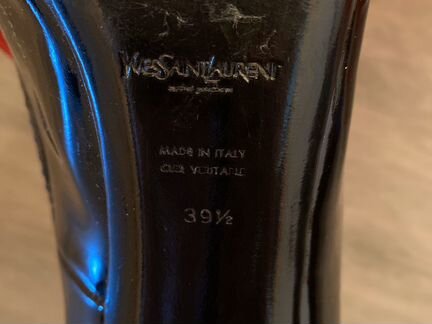 YVESSAINTLAURENT
MADE IN ITALY
CUIR VERITABLE
39½